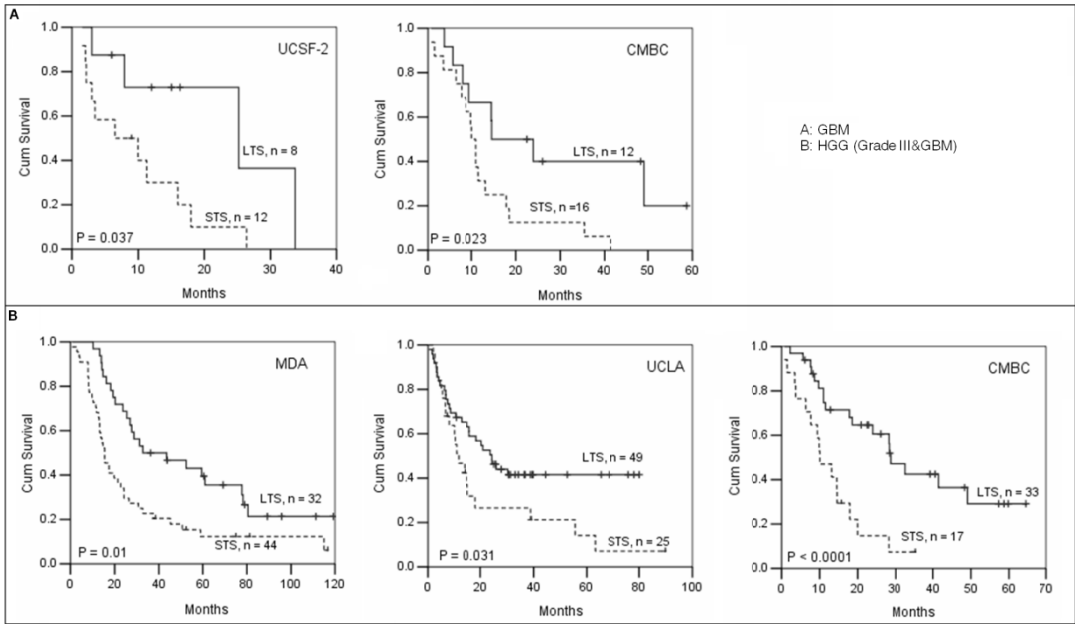 A
UCSF-2
Cum Survival
1.0
0.8
0.6
0.4
0.2
0.0
LTS, n = 8
STS, n = 12
P = 0.037
0 10 20 30 40
Months
CMBC
Cum Survival
1.0
0.8
0.6
0.4
0.2
0.0
LTS, n = 12
STS, n =16
P = 0.023
0 10 20 30 40 50 60
Months
A: GBM
B: HGG (Grade III&GBM)
B
MDA
Cum Survival
1.0
0.8
0.6
0.4
0.2
0.0
LTS, n = 32
STS, n = 44
P = 0.01
0 20 40 60 80 100 120
Months
UCLA
Cum Survival
1.0
0.8
0.6
0.4
0.2
0.0
LTS, n = 49
STS, n = 25
P = 0.031
0 20 40 60 80 100
Months
CMBC
Cum Survival
1.0
0.8
0.6
0.4
0.2
0.0
LTS, n = 33
STS, n = 17
P < 0.0001
0 10 20 30 40 50 60 70
Months